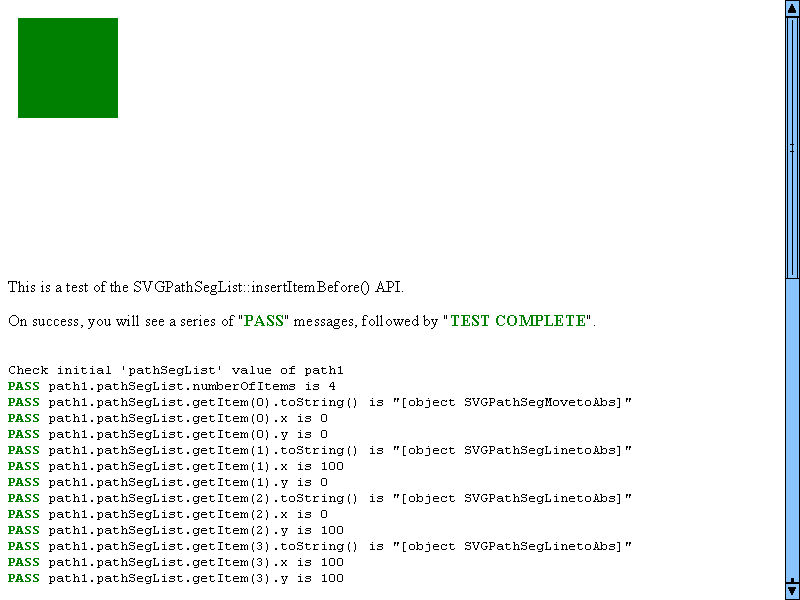 This is a test of the SVGPathSegList::insertItemBefore() API.
On success, you will see a series of "PASS" messages, followed by "TEST COMPLETE".
Check initial 'pathSegList' value of path1
PASS path1.pathSegList.numberOfItems is 4
PASS path1.pathSegList.getItem(0).toString() is "[object SVGPathSegMovetoAbs]"
PASS path1.pathSegList.getItem(0).x is 0
PASS path1.pathSegList.getItem(0).y is 0
PASS path1.pathSegList.getItem(1).toString() is "[object SVGPathSegLinetoAbs]"
PASS path1.pathSegList.getItem(1).x is 100
PASS path1.pathSegList.getItem(1).y is 0
PASS path1.pathSegList.getItem(2).toString() is "[object SVGPathSegLinetoAbs]"
PASS path1.pathSegList.getItem(2).x is 0
PASS path1.pathSegList.getItem(2).y is 100
PASS path1.pathSegList.getItem(3).toString() is "[object SVGPathSegLinetoAbs]"
PASS path1.pathSegList.getItem(3).x is 100
PASS path1.pathSegList.getItem(3).y is 100